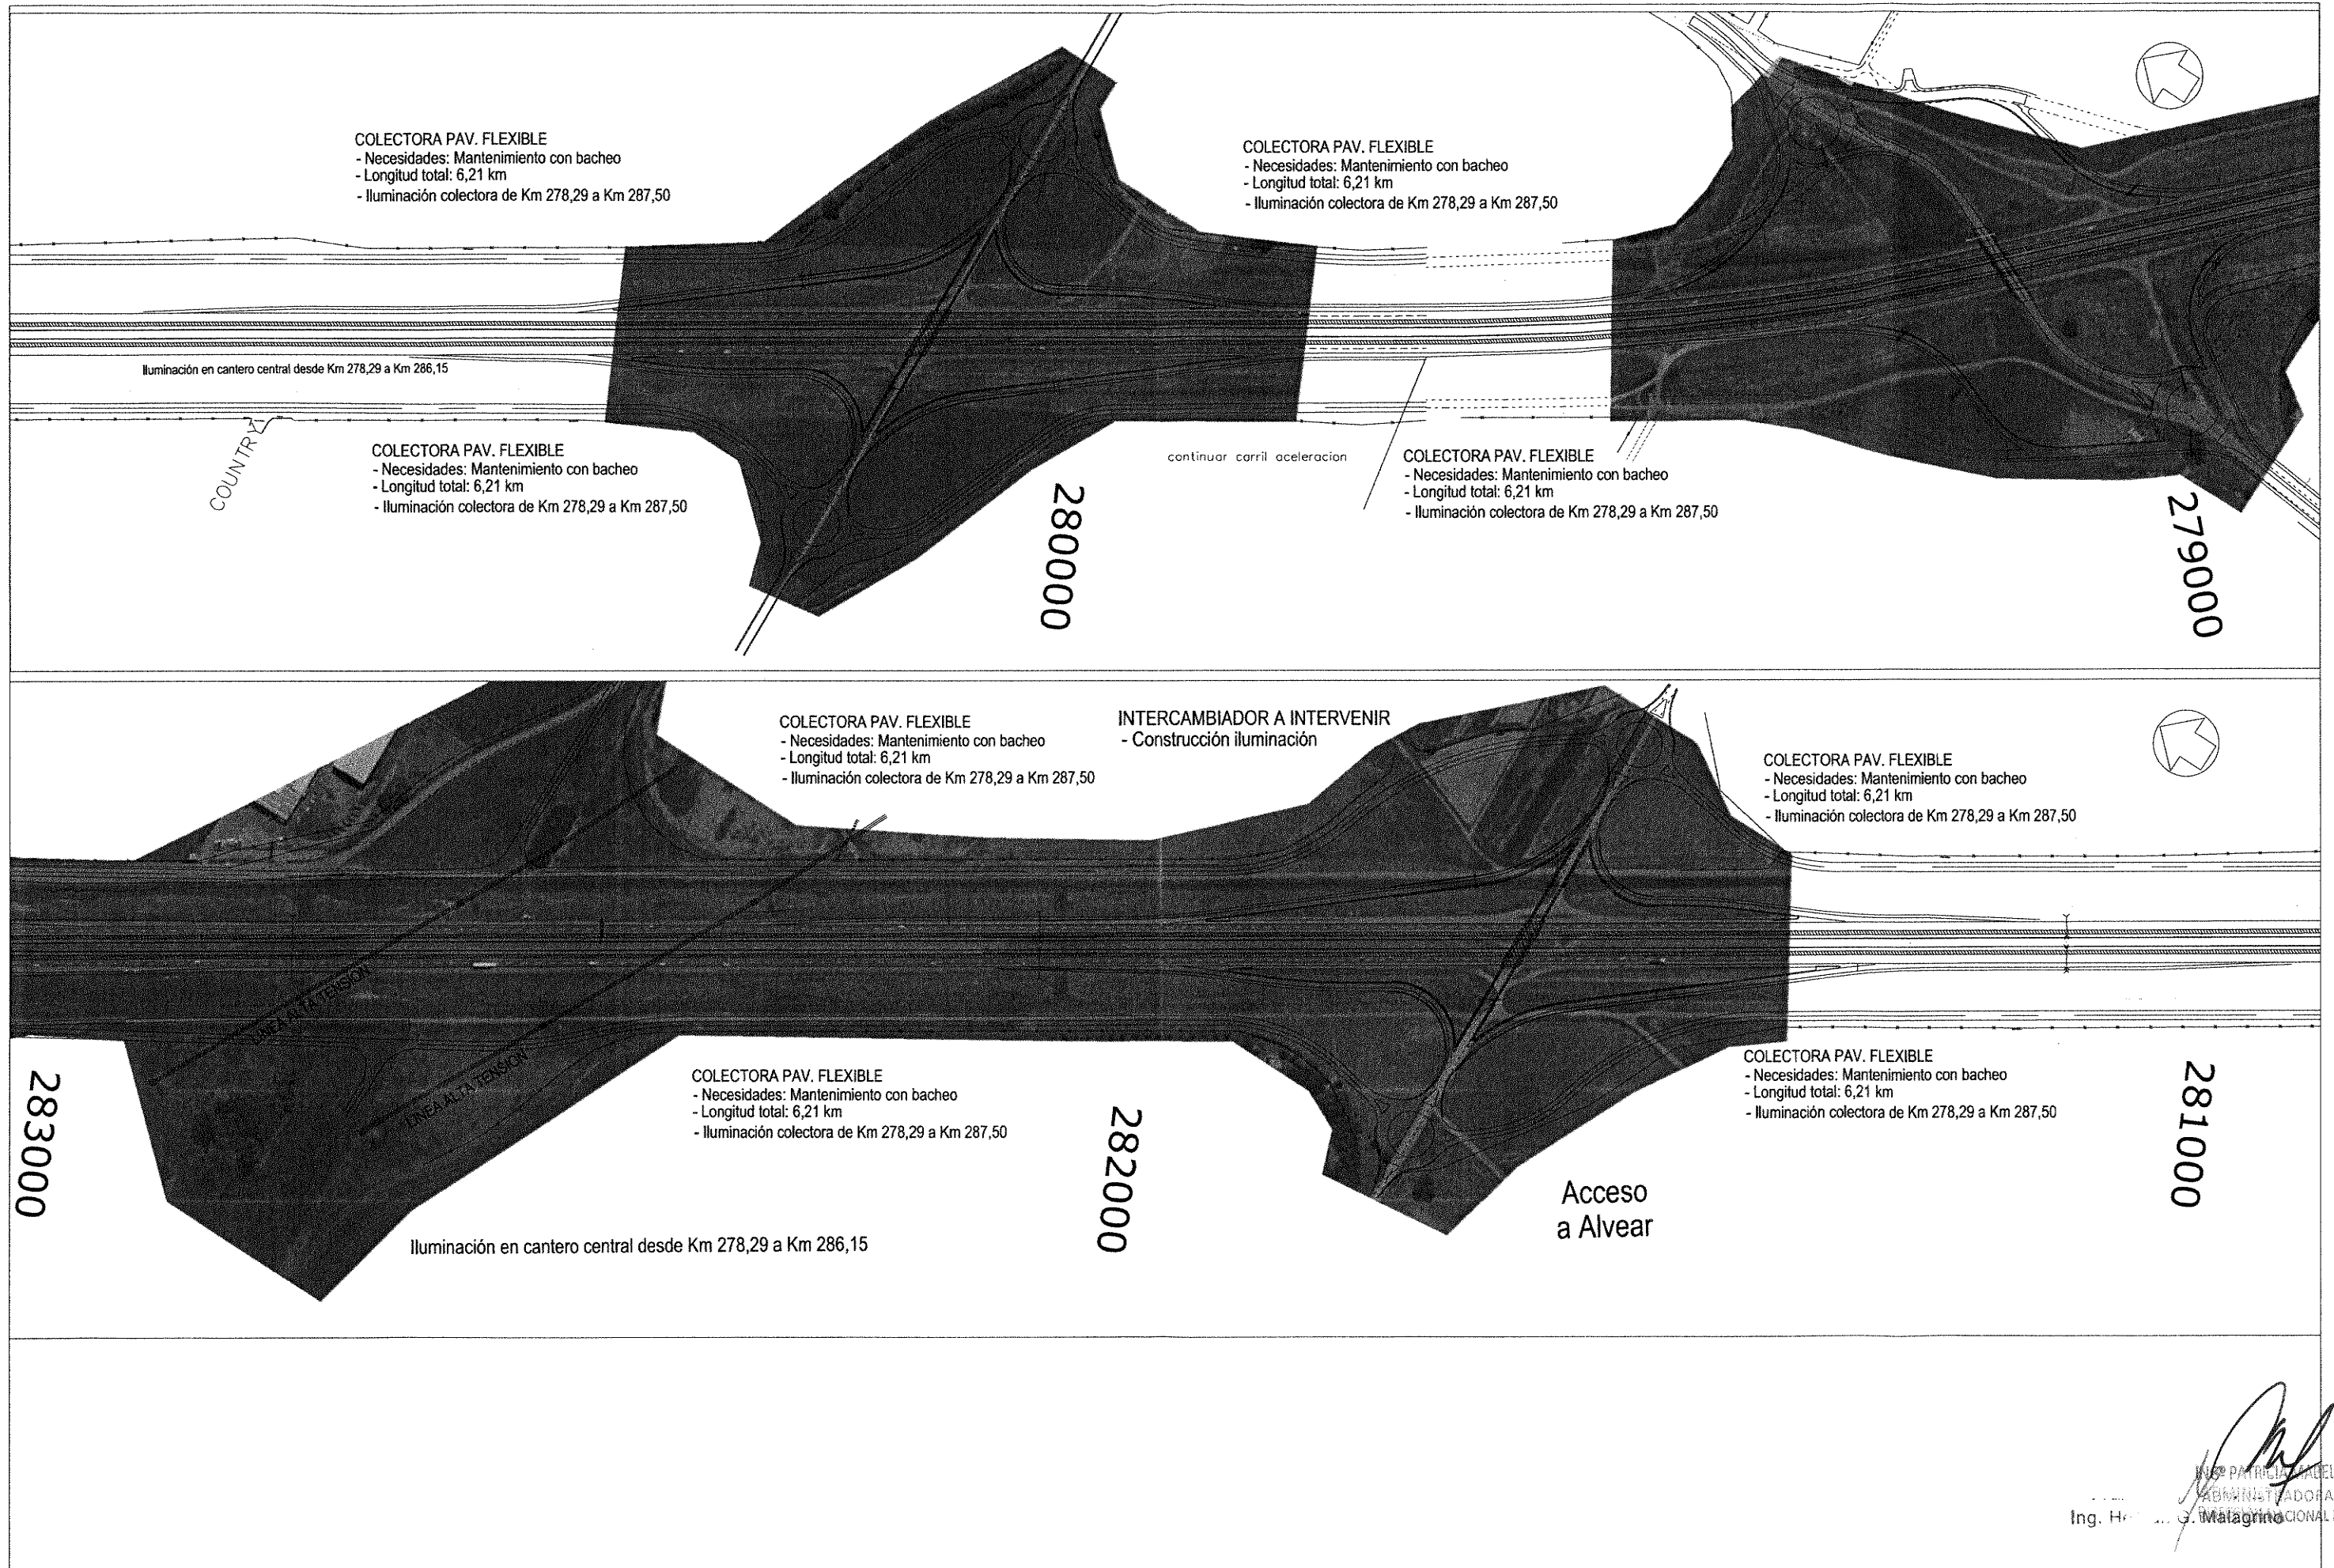 COLECTORA PAV. FLEXIBLE
- Necesidades: Mantenimiento con bacheo
- Longitud total: 6,21 km
- Iluminación colectora de Km 278,29 a Km 287,50
COLECTORA PAV. FLEXIBLE
- Necesidades: Mantenimiento con bacheo
- Longitud total: 6,21 km
- Iluminación colectora de Km 278,29 a Km 287,50
Iluminación en cantero central desde Km 278,29 a Km 286,15
COUNTRY
COLECTORA PAV. FLEXIBLE
- Necesidades: Mantenimiento con bacheo
- Longitud total: 6,21 km
- Iluminación colectora de Km 278,29 a Km 287,50
280000
continuar carril aceleracion
COLECTORA PAV. FLEXIBLE
- Necesidades: Mantenimiento con bacheo
- Longitud total: 6,21 km
- Iluminación colectora de Km 278,29 a Km 287,50
279000
COLECTORA PAV. FLEXIBLE
- Necesidades: Mantenimiento con bacheo
- Longitud total: 6,21 km
- Iluminación colectora de Km 278,29 a Km 287,50
INTERCAMBIADOR A INTERVENIR
- Construcción iluminación
COLECTORA PAV. FLEXIBLE
- Necesidades: Mantenimiento con bacheo
- Longitud total: 6,21 km
- Iluminación colectora de Km 278,29 a Km 287,50
LINEA ALTA TENSION
LINEA ALTA TENSION
283000
COLECTORA PAV. FLEXIBLE
- Necesidades: Mantenimiento con bacheo
- Longitud total: 6,21 km
- Iluminación colectora de Km 278,29 a Km 287,50
282000
COLECTORA PAV. FLEXIBLE
- Necesidades: Mantenimiento con bacheo
- Longitud total: 6,21 km
- Iluminación colectora de Km 278,29 a Km 287,50
281000
Acceso
a Alvear
Iluminación en cantero central desde Km 278,29 a Km 286,15
PATRICIA
ADMINISTRADORA
Ing. G. Malagrino